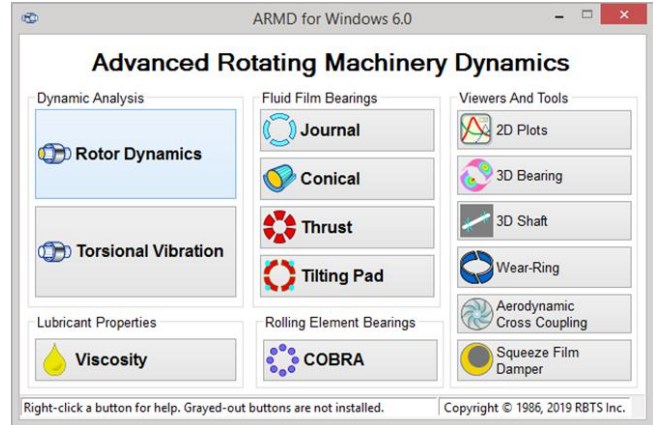 ARMD for Windows 6.0
Advanced Rotating Machinery Dynamics
Dynamic Analysis
Rotor Dynamics
Torsional Vibration
Lubricant Properties
Viscosity
Fluid Film Bearings
Journal
Conical
Thrust
Tilting Pad
Rolling Element Bearings
COBRA
Viewers And Tools
2D Plots
3D Bearing
3D Shaft
Wear-Ring
Aerodynamic
Cross Coupling
Squeeze Film
Damper
Right-click a button for help. Grayed-out buttons are not installed.
Copyright © 1986, 2019 RBTS Inc.